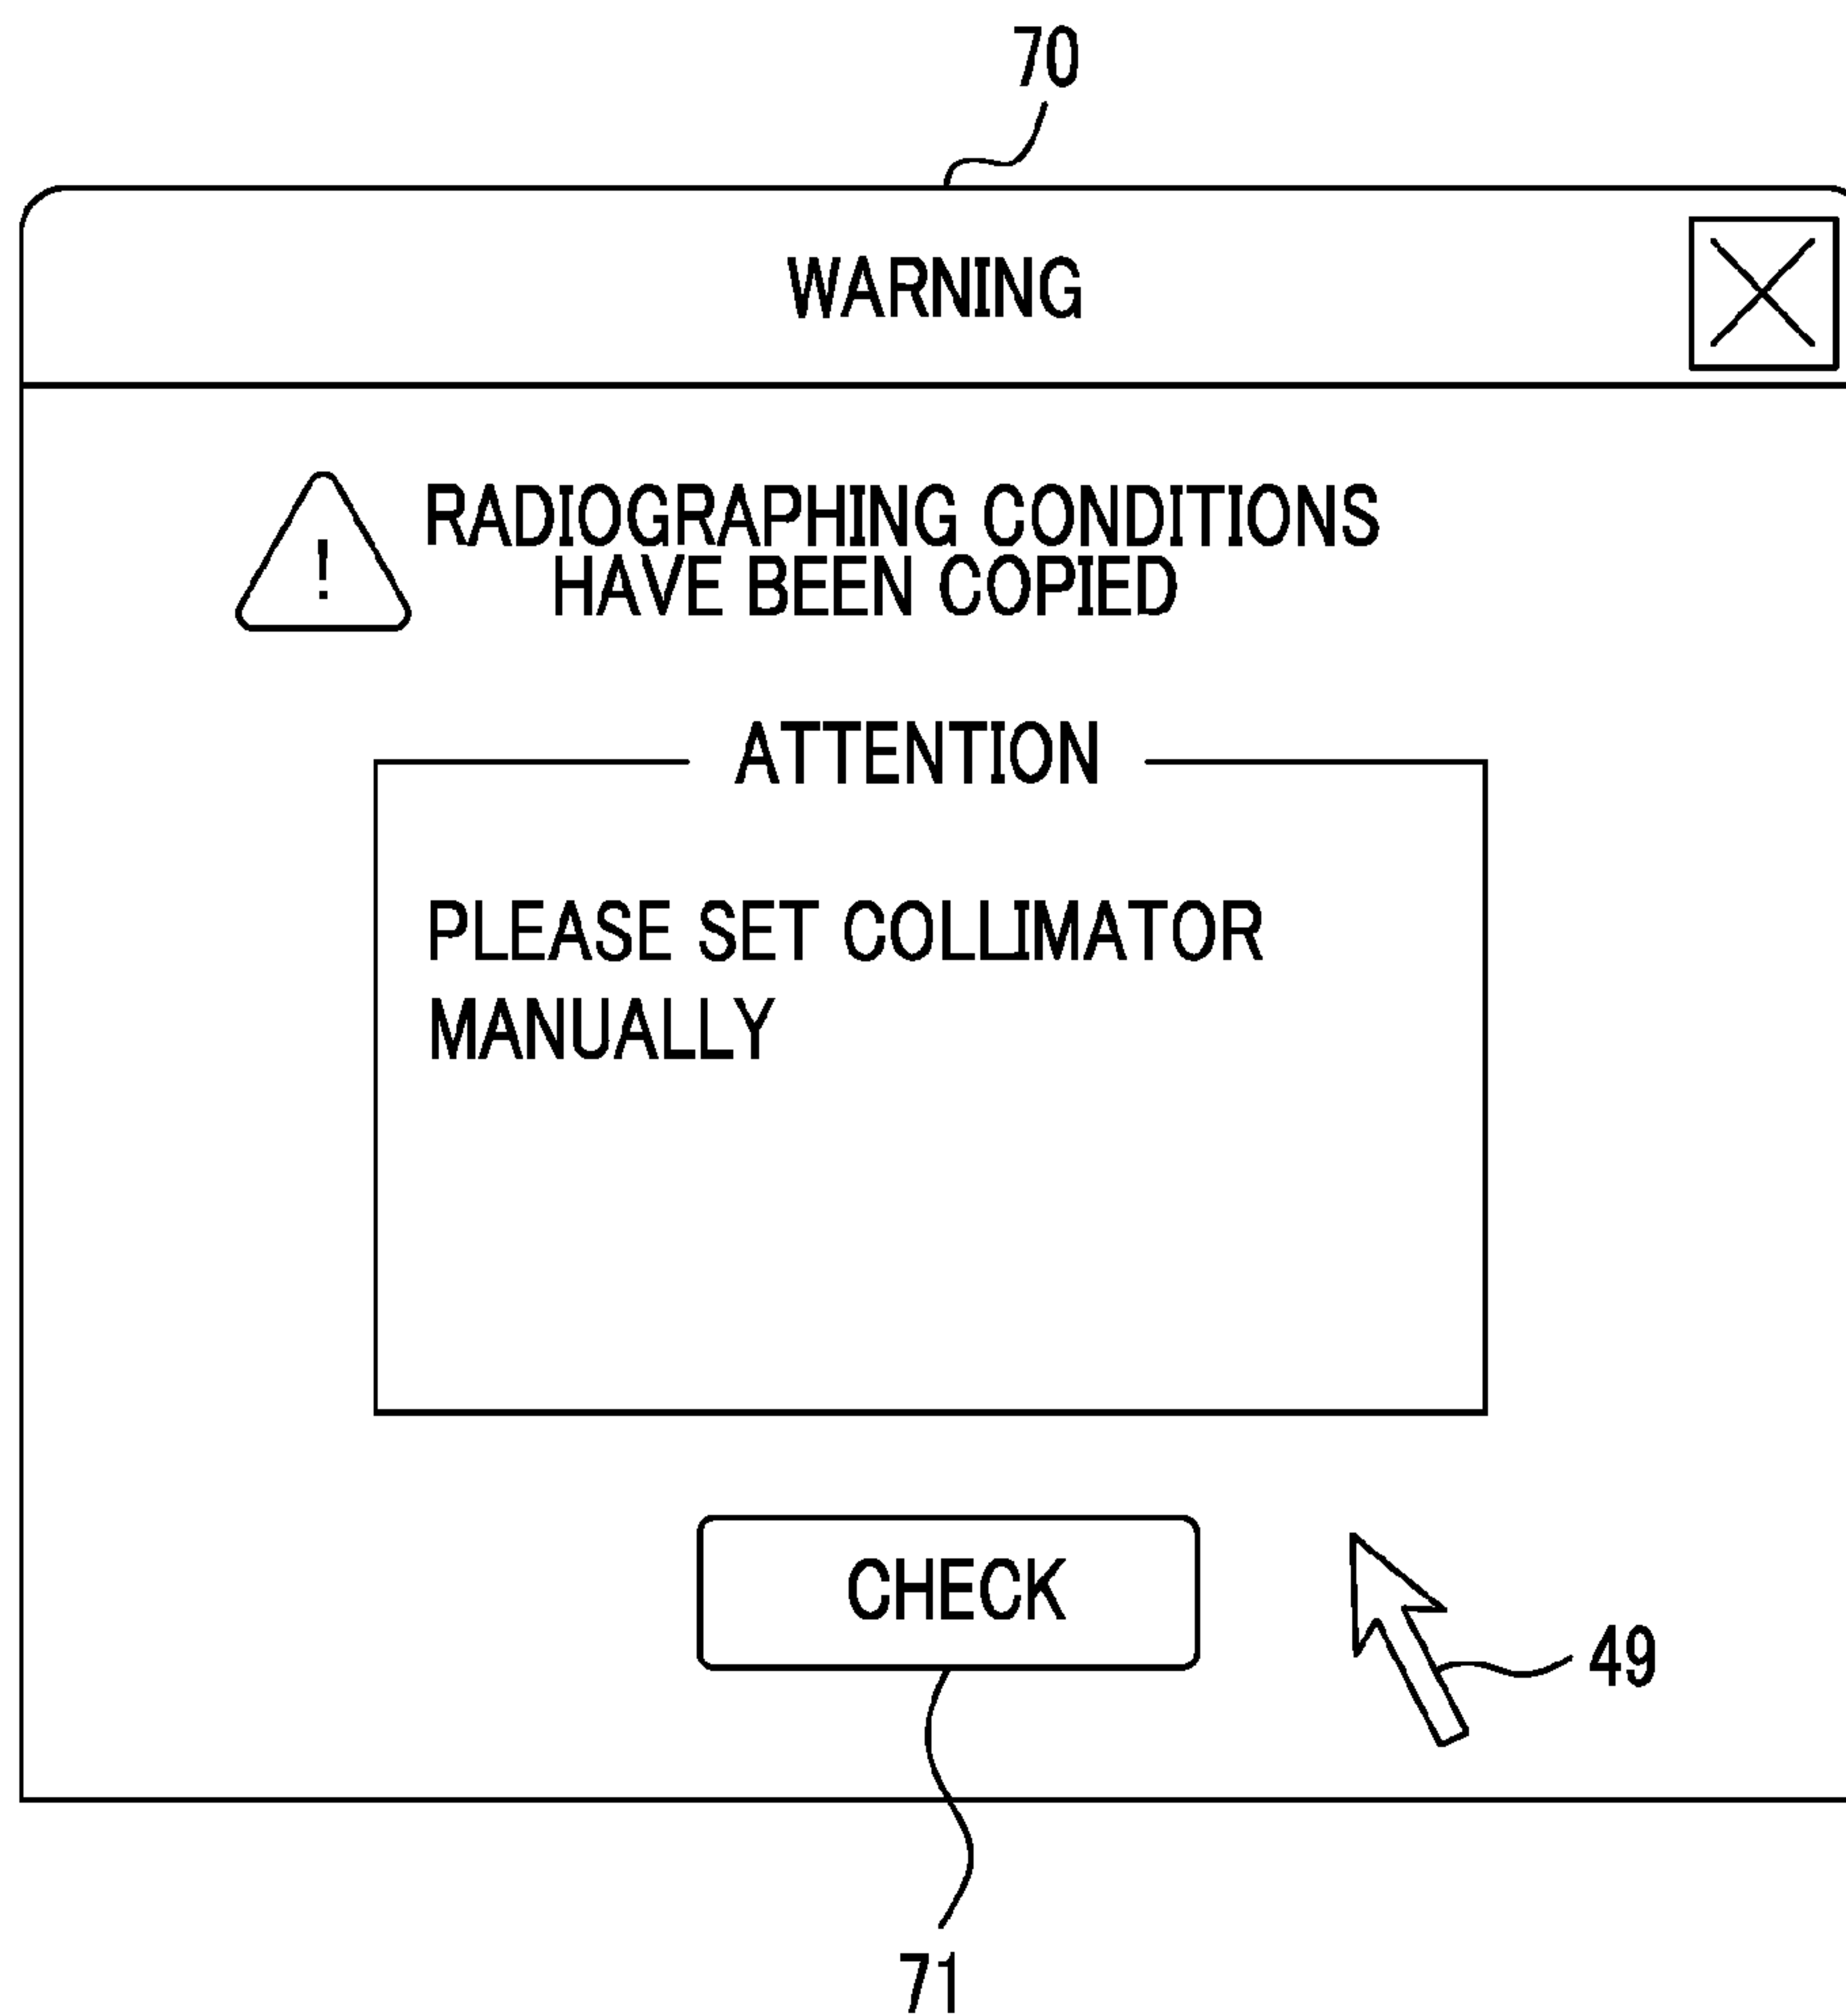 70
WARNING
!
RADIOGRAPHING CONDITIONS
HAVE BEEN COPIED
ATTENTION
PLEASE SET COLLIMATOR
MANUALLY
CHECK
49
71